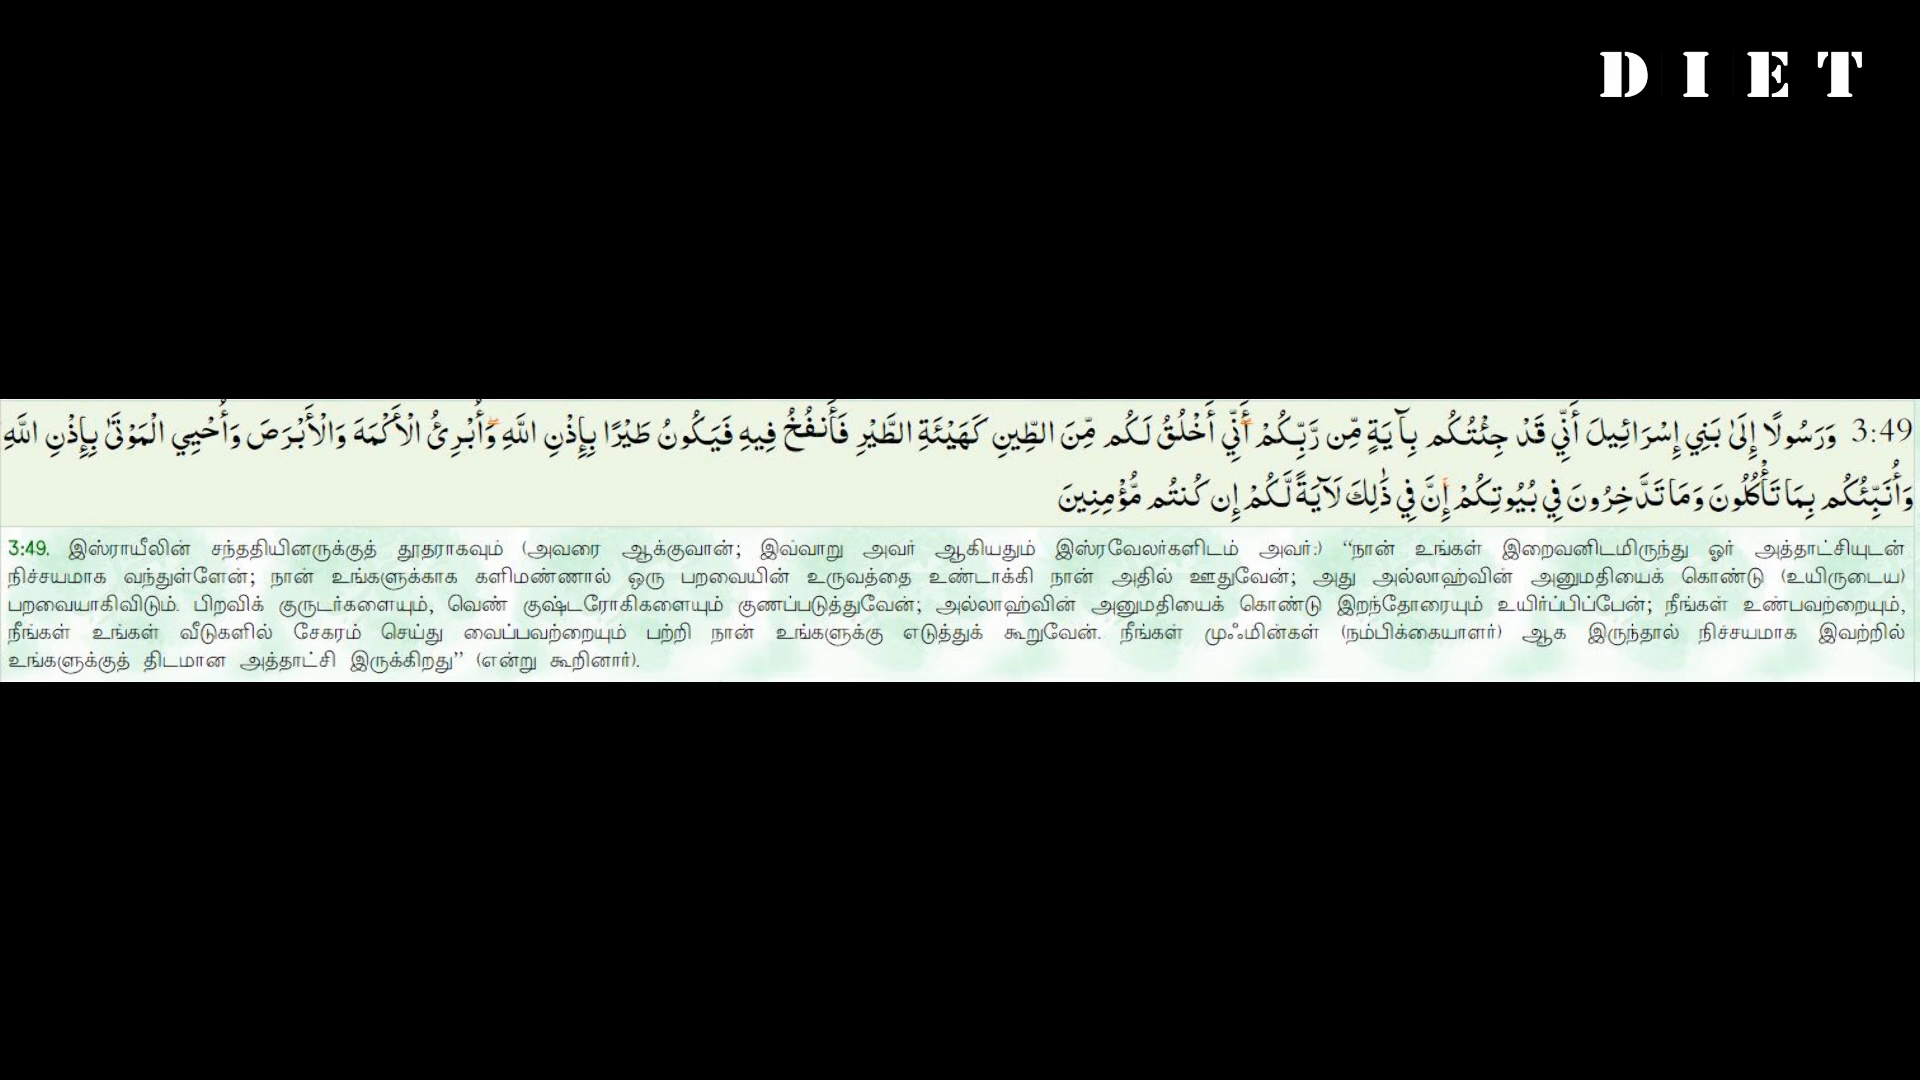 D I E T
3:49 وَرَسُولًا إِلَىٰ بَنِي إِسْرَائِيلَ أَنِّي قَدْ جِئْتُكُم بِآيَةٍ مِّن رَّبِّكُمْ ۖ أَنِّي أَخْلُقُ لَكُم مِّنَ الطِّينِ كَهَيْئَةِ الطَّيْرِ فَأَنفُخُ فِيهِ فَيَكُونُ طَيْرًا بِإِذْنِ اللَّهِ ۖ وَأُبْرِئُ الْأَكْمَهَ وَالْأَبْرَصَ وَأُحْيِي الْمَوْتَىٰ بِإِذْنِ اللَّهِ
وَأُنَبِّئُكُم بِمَا تَأْكُلُونَ وَمَا تَدَّخِرُونَ فِي بُيُوتِكُمْ ۚ إِنَّ فِي ذَٰلِكَ لَآيَةً لَّكُمْ إِن كُنتُم مُّؤْمِنِينَ
3:49. இஸ்ராயீலின் சந்ததியினருக்குத் தூதராகவும் (அவரை ஆக்குவான்; இவ்வாறு அவர் ஆகியதும் இஸ்ரவேலர்களிடம் அவர்:) “நான் உங்கள் இறைவனிடமிருந்து ஓர் அத்தாட்சியுடன்
நிச்சயமாக வந்துள்ளேன்; நான் உங்களுக்காக களிமண்ணால் ஒரு பறவையின் உருவத்தை உண்டாக்கி நான் அதில் ஊதுவேன்; அது அல்லாஹ்வின் அனுமதியைக் கொண்டு (உயிருடைய)
பறவையாகிவிடும். பிறவிக் குருடர்களையும், வெண் குஷ்டரோகிகளையும் குணப்படுத்துவேன்; அல்லாஹ்வின் அனுமதியைக் கொண்டு இறந்தோரையும் உயிர்ப்பிப்பேன்; நீங்கள் உண்பவற்றையும்,
நீங்கள் உங்கள் வீடுகளில் சேகரம் செய்து வைப்பவற்றையும் பற்றி நான் உங்களுக்கு எடுத்துக் கூறுவேன். நீங்கள் முஃமின்கள் (நம்பிக்கையாளர்) ஆக இருந்தால் நிச்சயமாக இவற்றில்
உங்களுக்குத் திடமான அத்தாட்சி இருக்கிறது” (என்று கூறினார்).